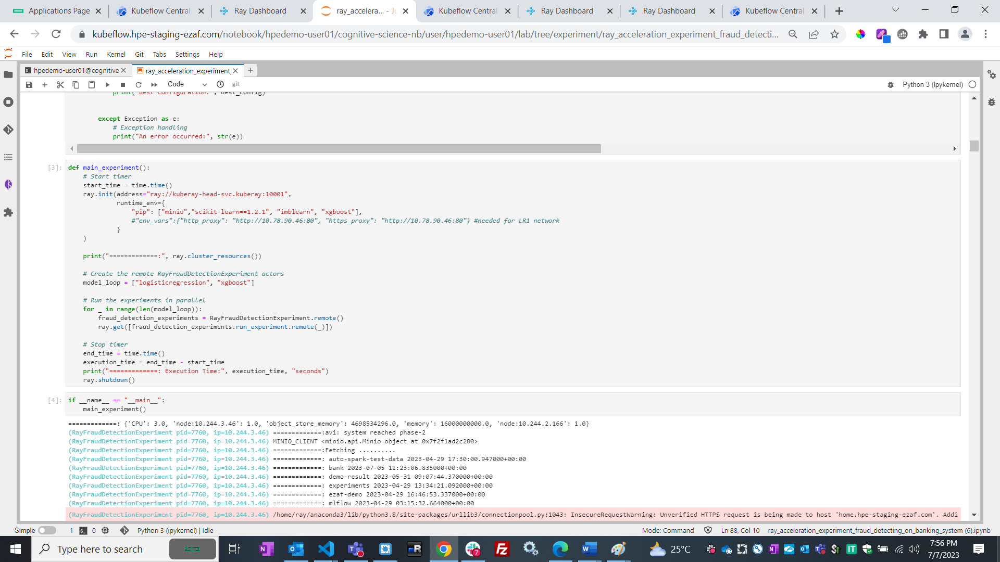 Applications Page
Kubeflow Central
Ray Dashboard
ray_accelera... - Ju
Kubeflow Central
Ray Dashboard
Ray Dashboard
Kubeflow Central
kubeflow.hpe-staging-ezaf.com/notebook/hpedemo-user01/cognitive-science-nb/user/hpedemo-user01/lab/tree/experiment/ray_acceleration_experiment_fraud_detecti...
File Edit View Run Kernel Git Tabs Settings Help
hpedemo-user01@cognitive
ray_acceleration_experiment_
Code
git
Python 3 (ipykernel)
print("Best Configuration:", best_config)
except Exception as e:
# Exception handling
print("An error occurred:", str(e))
[3]:
def main_experiment():
# Start timer
start_time = time.time()
ray.init(address="ray://kuberay-head-svc.kuberay:10001",
runtime_env={
"pip": ["minio","scikit-learn==1.2.1", "imblearn", "xgboost"],
#"env_vars":{"http_proxy": "http://10.78.90.46:80", "https_proxy": "http://10.78.90.46:80"} #needed for LR1 network
}
)
print("=============:", ray.cluster_resources())
# Create the remote RayFraudDetectionExperiment actors
model_loop = ["logisticregression", "xgboost"]
# Run the experiments in parallel
for _ in range(len(model_loop)):
fraud_detection_experiments = RayFraudDetectionExperiment.remote()
ray.get([fraud_detection_experiments.run_experiment.remote(_)])
# Stop timer
end_time = time.time()
execution_time = end_time - start_time
print("=============: Execution Time:", execution_time, "seconds")
ray.shutdown()
[4]:
if __name__ == "__main__":
main_experiment()
=============: {'CPU': 3.0, 'node:10.244.3.46': 1.0, 'object_store_memory': 4698534296.0, 'memory': 16000000000.0, 'node:10.244.2.166': 1.0}
(RayFraudDetectionExperiment pid=7760, ip=10.244.3.46) =============:avi: system reached phase-2
(RayFraudDetectionExperiment pid=7760, ip=10.244.3.46) MINIO_CLIENT <minio.api.Minio object at 0x7f2f1ad2c280>
(RayFraudDetectionExperiment pid=7760, ip=10.244.3.46) =============:Fetching ..........
(RayFraudDetectionExperiment pid=7760, ip=10.244.3.46) =============: auto-spark-test-data 2023-04-29 17:30:00.947000+00:00
(RayFraudDetectionExperiment pid=7760, ip=10.244.3.46) =============: bank 2023-07-05 11:23:06.835000+00:00
(RayFraudDetectionExperiment pid=7760, ip=10.244.3.46) =============: demo-result 2023-05-31 09:07:44.370000+00:00
(RayFraudDetectionExperiment pid=7760, ip=10.244.3.46) =============: experiments 2023-04-29 13:34:21.092000+00:00
(RayFraudDetectionExperiment pid=7760, ip=10.244.3.46) =============: ezaf-demo 2023-04-29 16:46:53.337000+00:00
(RayFraudDetectionExperiment pid=7760, ip=10.244.3.46) =============: mlflow 2023-04-29 03:15:32.664000+00:00
(RayFraudDetectionExperiment pid=7760, ip=10.244.3.46) /home/ray/anaconda3/lib/python3.8/site-packages/urllib3/connectionpool.py:1043: InsecureRequestWarning: Unverified HTTPS request is being made to host 'home.hpe-staging-ezaf.com'. Addi
Simple 1 0 Python 3 (ipykernel) | Idle
Mode: Command Ln 88, Col 10 ray_acceleration_experiment_fraud_detecting_on_banking_system (6).ipynb
Type here to search
25°C
7:56 PM
7/7/2023